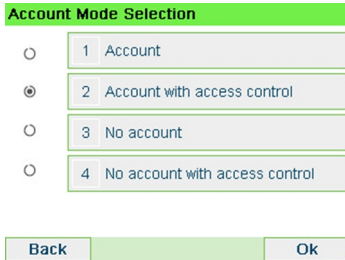 Account Mode Selection
1 Account
2 Account with access control
3 No account
4 No account with access control
Back Ok